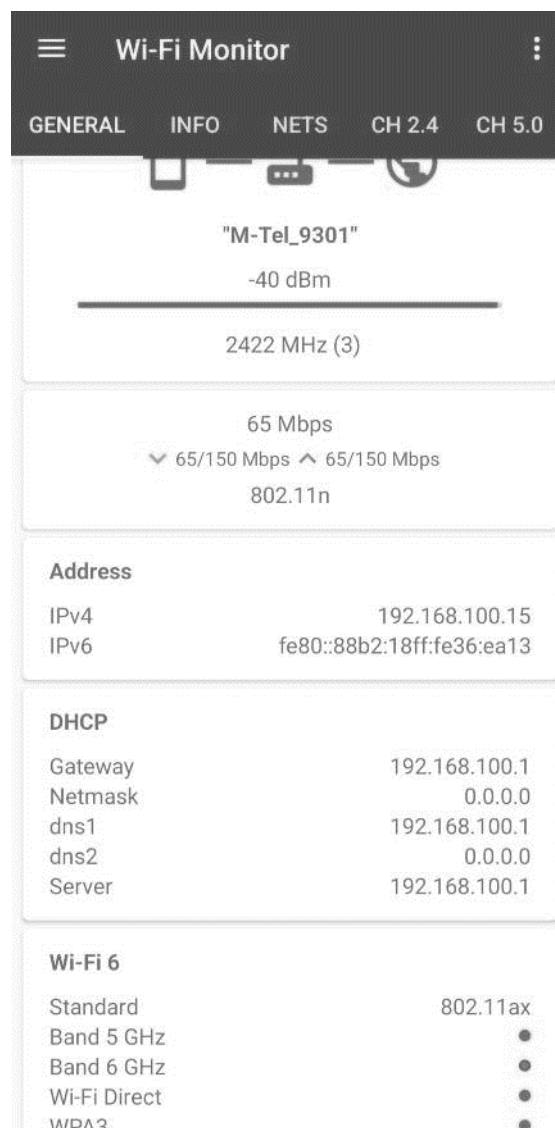 Wi-Fi Monitor
GENERAL INFO NETS CH 2.4 CH 5.0
"M-Tel_9301"
-40 dBm
2422 MHz (3)
65 Mbps
65/150 Mbps 65/150 Mbps
802.11n
Address
IPv4 192.168.100.15
IPv6 fe80::88b2:18ff:fe36:ea13
DHCP
Gateway 192.168.100.1
Netmask 0.0.0.0
dns1 192.168.100.1
dns2 0.0.0.0
Server 192.168.100.1
Wi-Fi 6
Standard 802.11ax
Band 5 GHz
Band 6 GHz
Wi-Fi Direct
WPA3